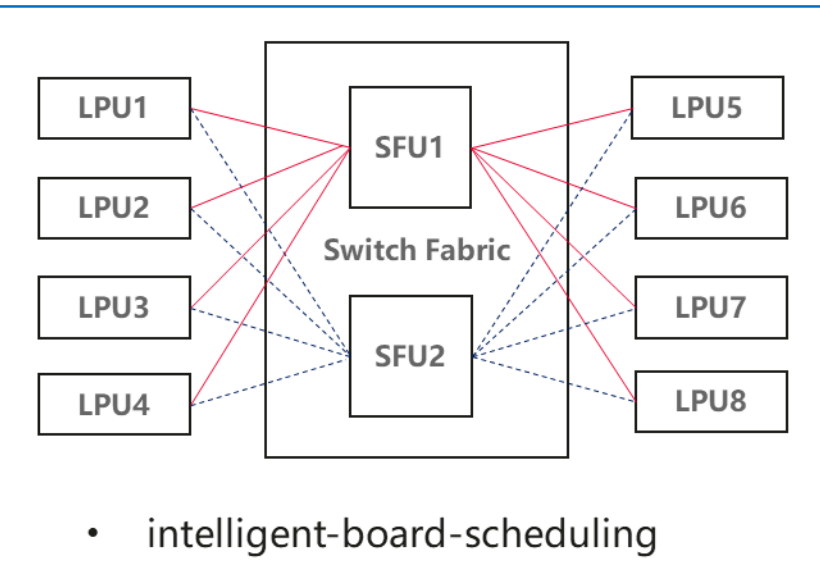 LPU1
LPU2
LPU3
LPU4
SFU1
Switch Fabric
SFU2
LPU5
LPU6
LPU7
LPU8
• intelligent-board-scheduling